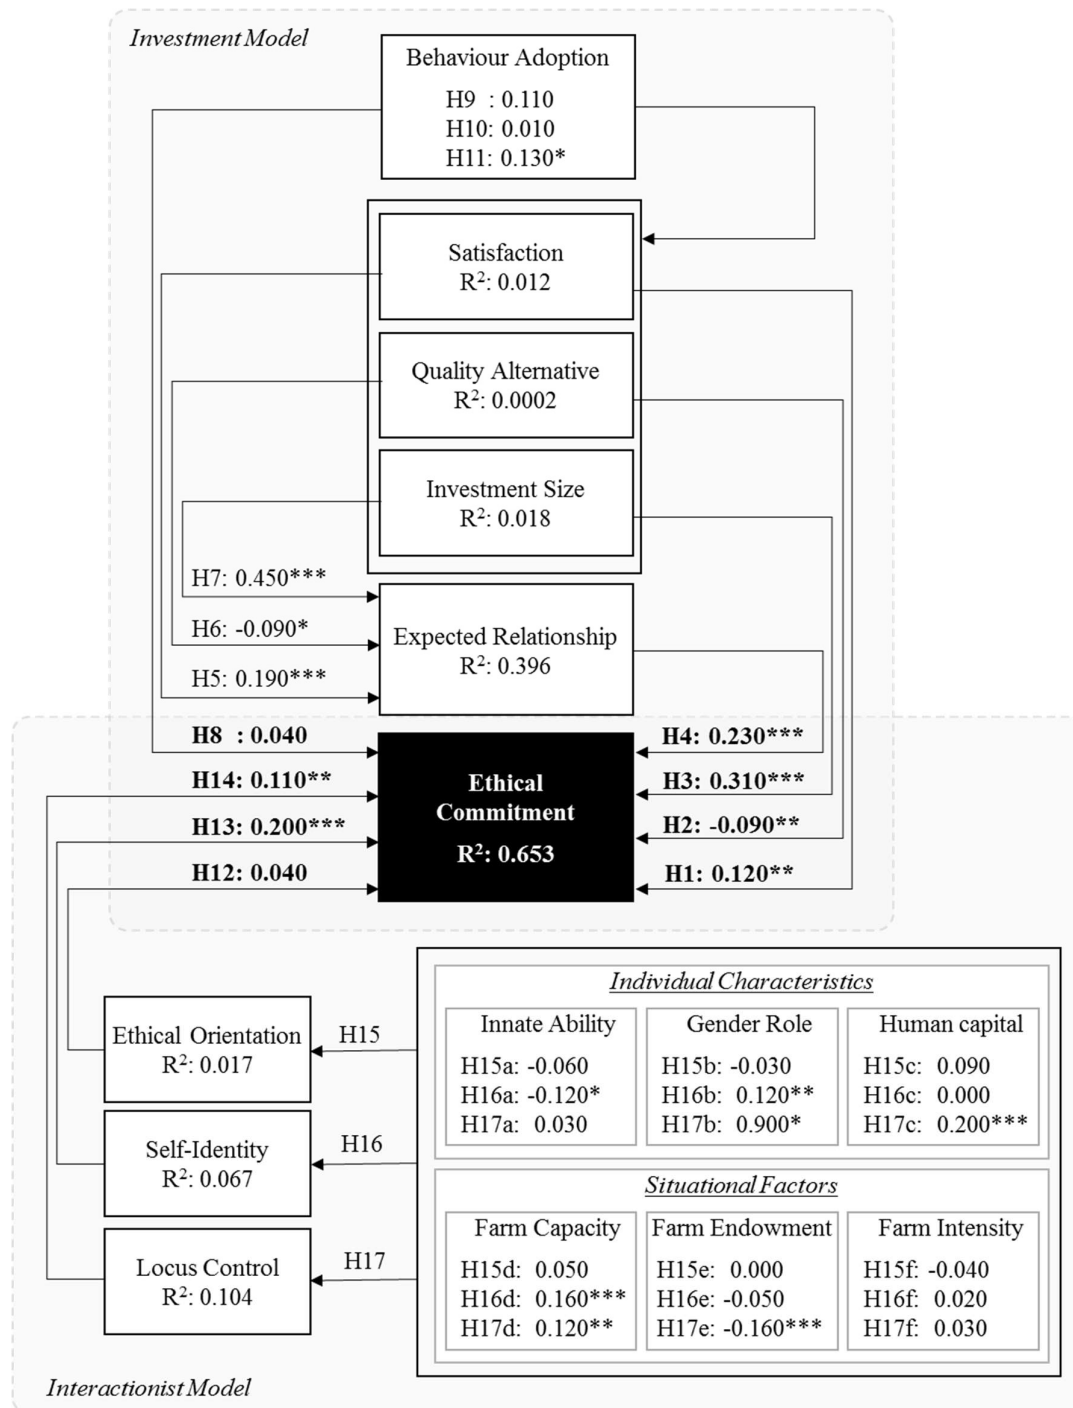 Investment Model
Behaviour Adoption
H9 : 0.110
H10: 0.010
H11: 0.130*
Satisfaction
R²: 0.012
Quality Alternative
R²: 0.0002
Investment Size
R²: 0.018
H7: 0.450***
H6: -0.090*
H5: 0.190***
Expected Relationship
R²: 0.396
H8 : 0.040
H14: 0.110**
H13: 0.200***
H12: 0.040
Ethical
Commitment
R²: 0.653
H4: 0.230***
H3: 0.310***
H2: -0.090**
H1: 0.120**
Ethical Orientation
R²: 0.017
H15
Self-Identity
R²: 0.067
H16
Locus Control
R²: 0.104
H17
Individual Characteristics
Innate Ability
H15a: -0.060
H16a: -0.120*
H17a: 0.030
Gender Role
H15b: -0.030
H16b: 0.120**
H17b: 0.900*
Human capital
H15c: 0.090
H16c: 0.000
H17c: 0.200***
Situational Factors
Farm Capacity
H15d: 0.050
H16d: 0.160***
H17d: 0.120**
Farm Endowment
H15e: 0.000
H16e: -0.050
H17e: -0.160***
Farm Intensity
H15f: -0.040
H16f: 0.020
H17f: 0.030
Interactionist Model